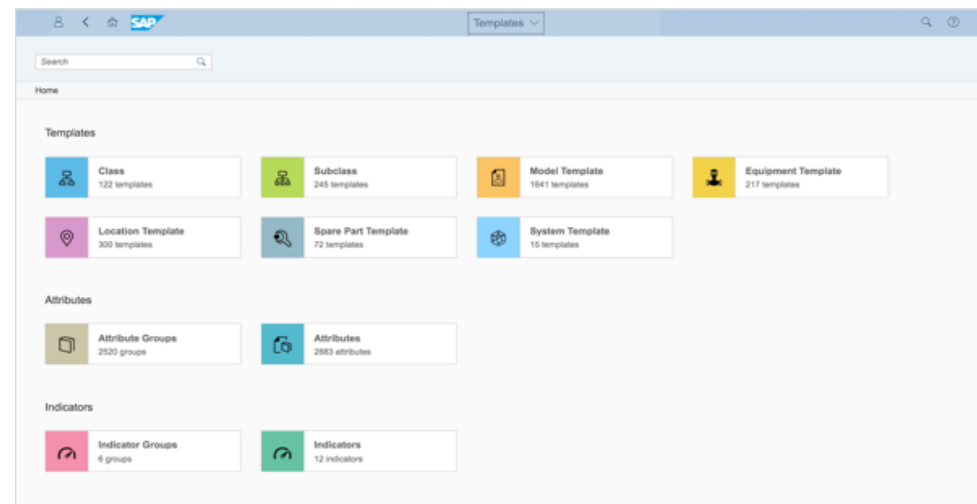 SAP
Templates
Search
Home
Templates
Class
122 templates
Subclass
245 templates
Model Template
1641 templates
Equipment Template
217 templates
Location Template
300 templates
Spare Part Template
72 templates
System Template
15 templates
Attributes
Attribute Groups
2520 groups
Attributes
2883 attributes
Indicators
Indicator Groups
6 groups
Indicators
12 indicators